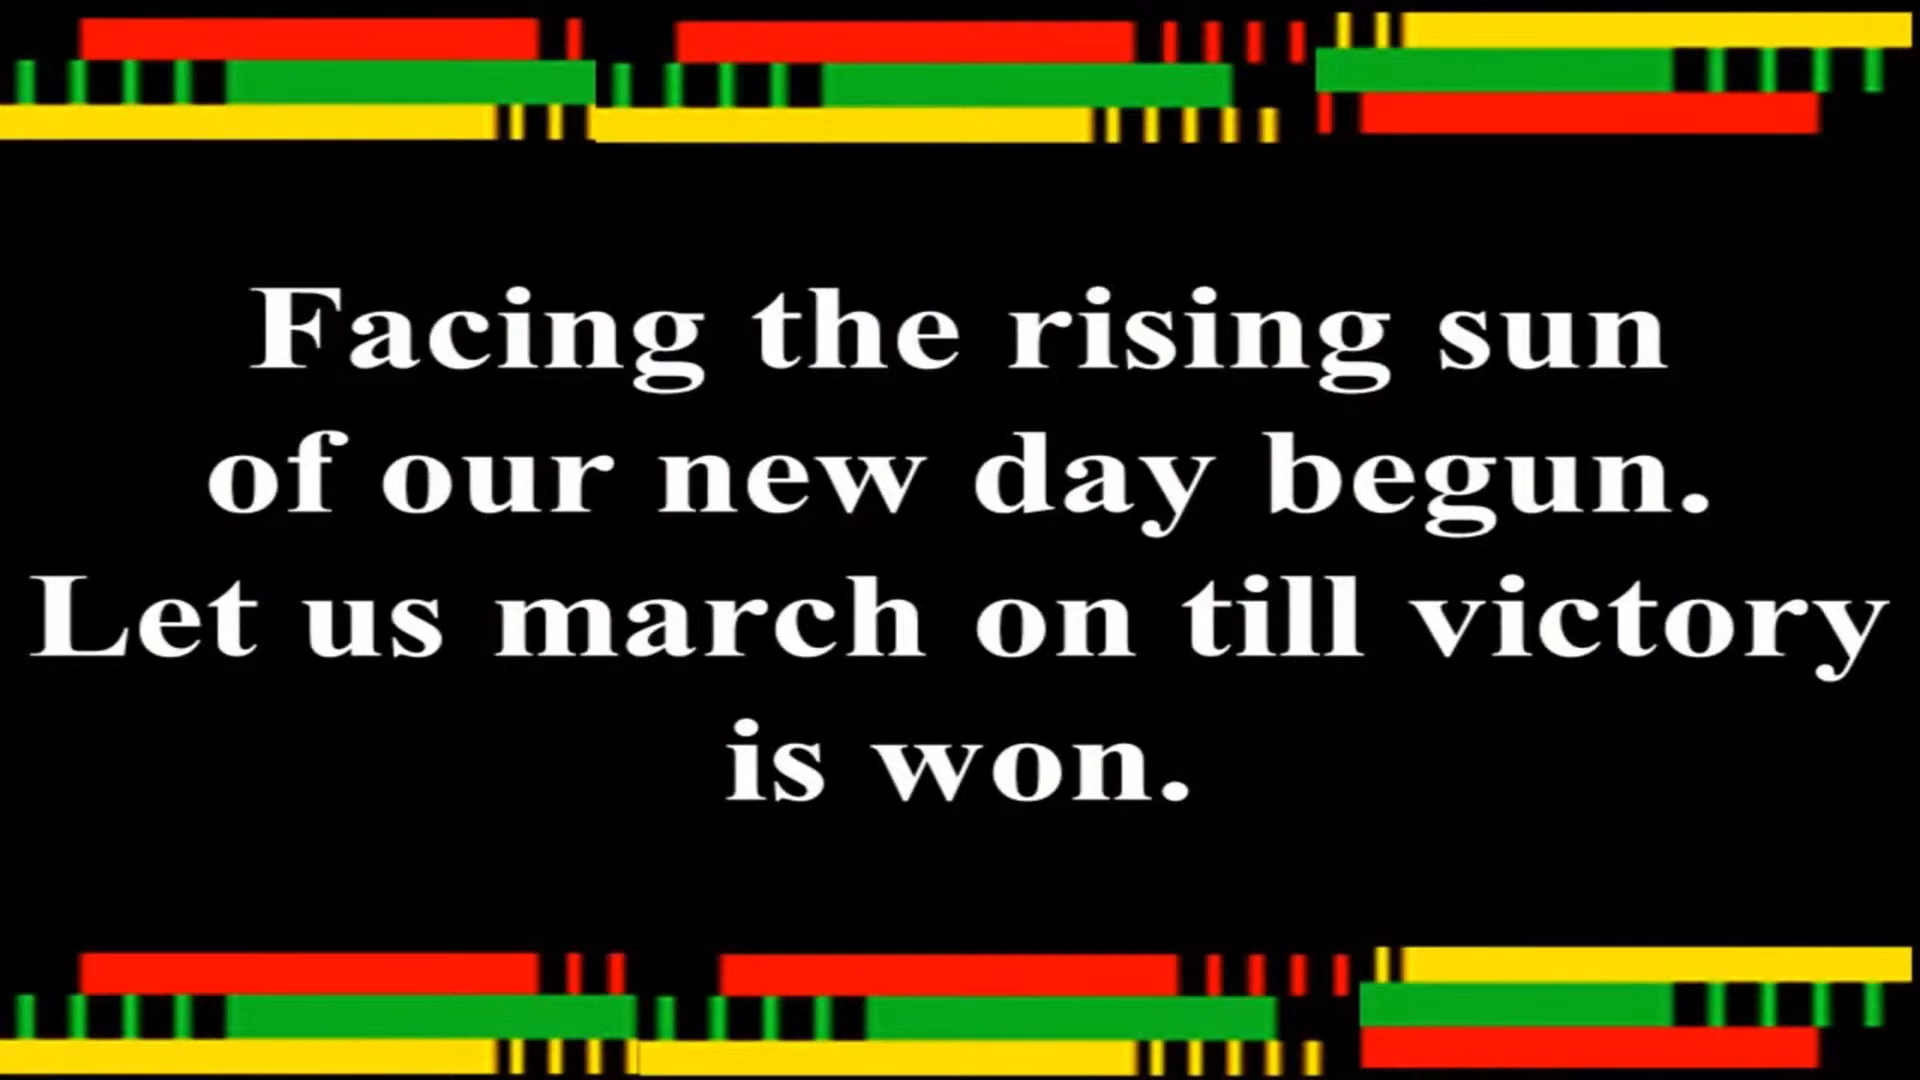 Facing the rising sun
of our new day begun.
Let us march on till victory
is won.